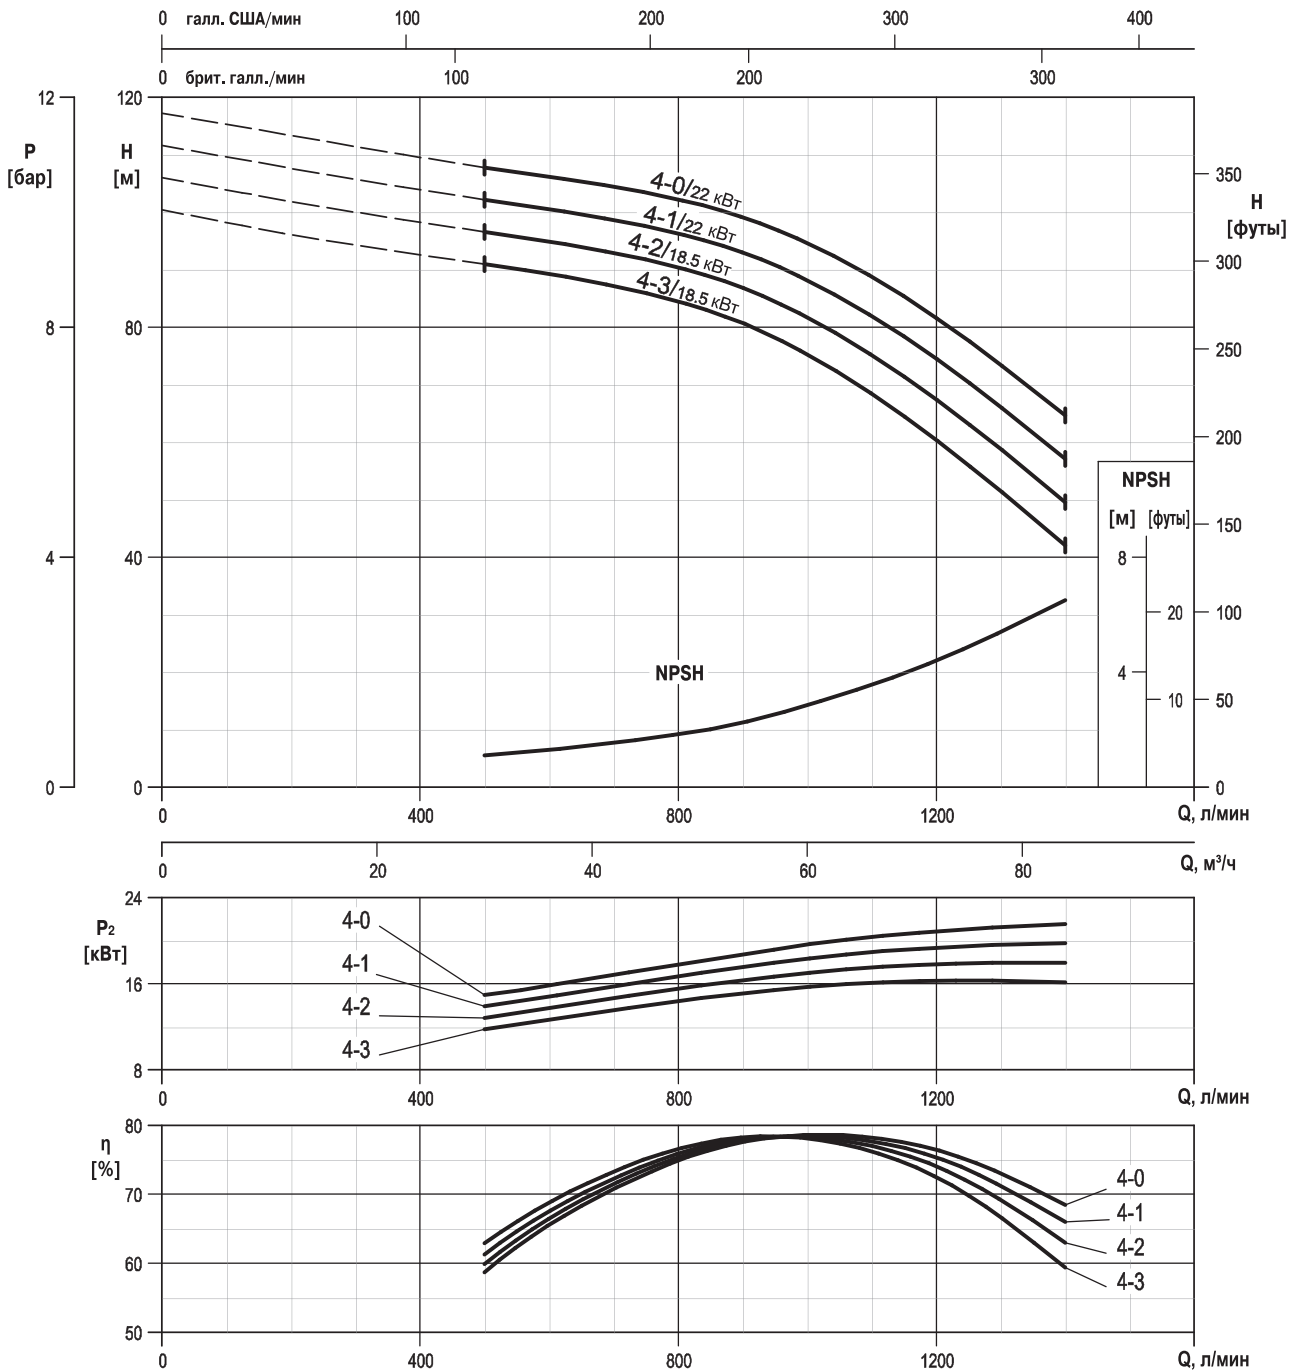 0 галл. США/мин 100 200 300 400
0 брит. галл./мин 100 200 300
12 120
P H
[бар] [м]
350
H
[футы]
4-0/22 кВт
4-1/22 кВт
4-2/18.5 кВт
4-3/18.5 кВт
300
8 80
250
200
NPSH
[м] [футы]
150
4 40 8
20 100
NPSH
4
10 50
0 0 0
0 400 800 1200 Q, л/мин
0 20 40 60 80 Q, м³/ч
24
P2
[кВт]
4-0
4-1
16
4-2
4-3
8
0 400 800 1200 Q, л/мин
80
η
[%]
4-0
70
4-1
4-2
60
4-3
50
0 400 800 1200 Q, л/мин